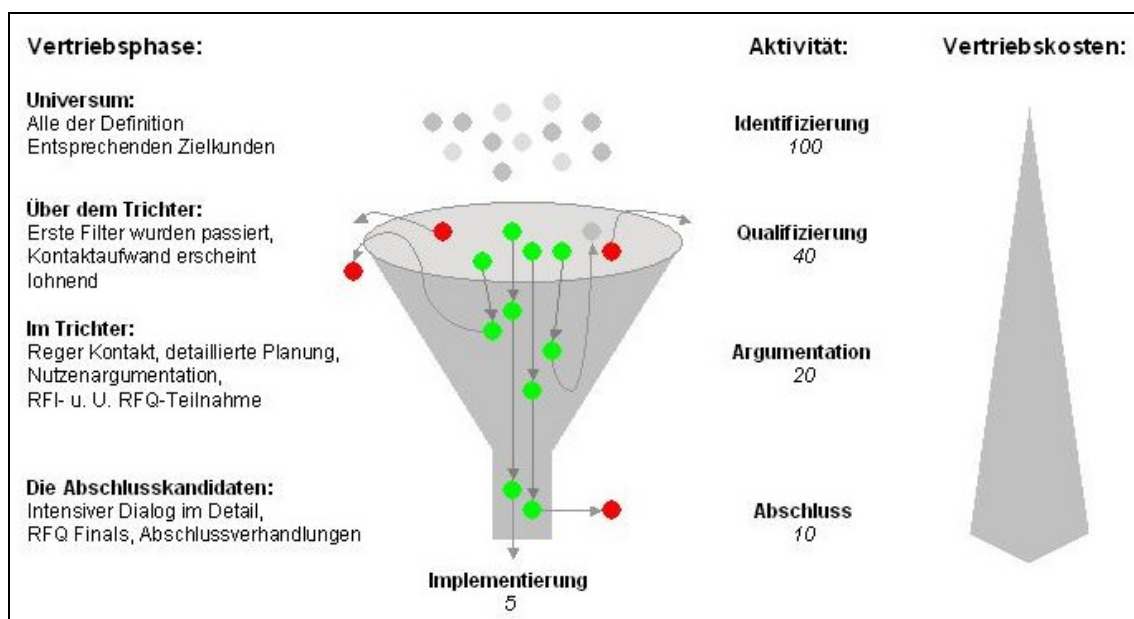 Vertriebsphase:
Aktivität:
Vertriebskosten:
Universum:
Alle der Definition
Entsprechenden Zielkunden
Identifizierung
100
Über dem Trichter:
Erste Filter wurden passiert,
Kontaktaufwand erscheint
lohnend
Qualifizierung
40
Im Trichter:
Reger Kontakt, detaillierte Planung,
Nutzenargumentation,
RFI- u. U. RFQ-Teilnahme
Argumentation
20
Die Abschlusskandidaten:
Intensiver Dialog im Detail,
RFQ Finals, Abschlussverhandlungen
Abschluss
10
Implementierung
5